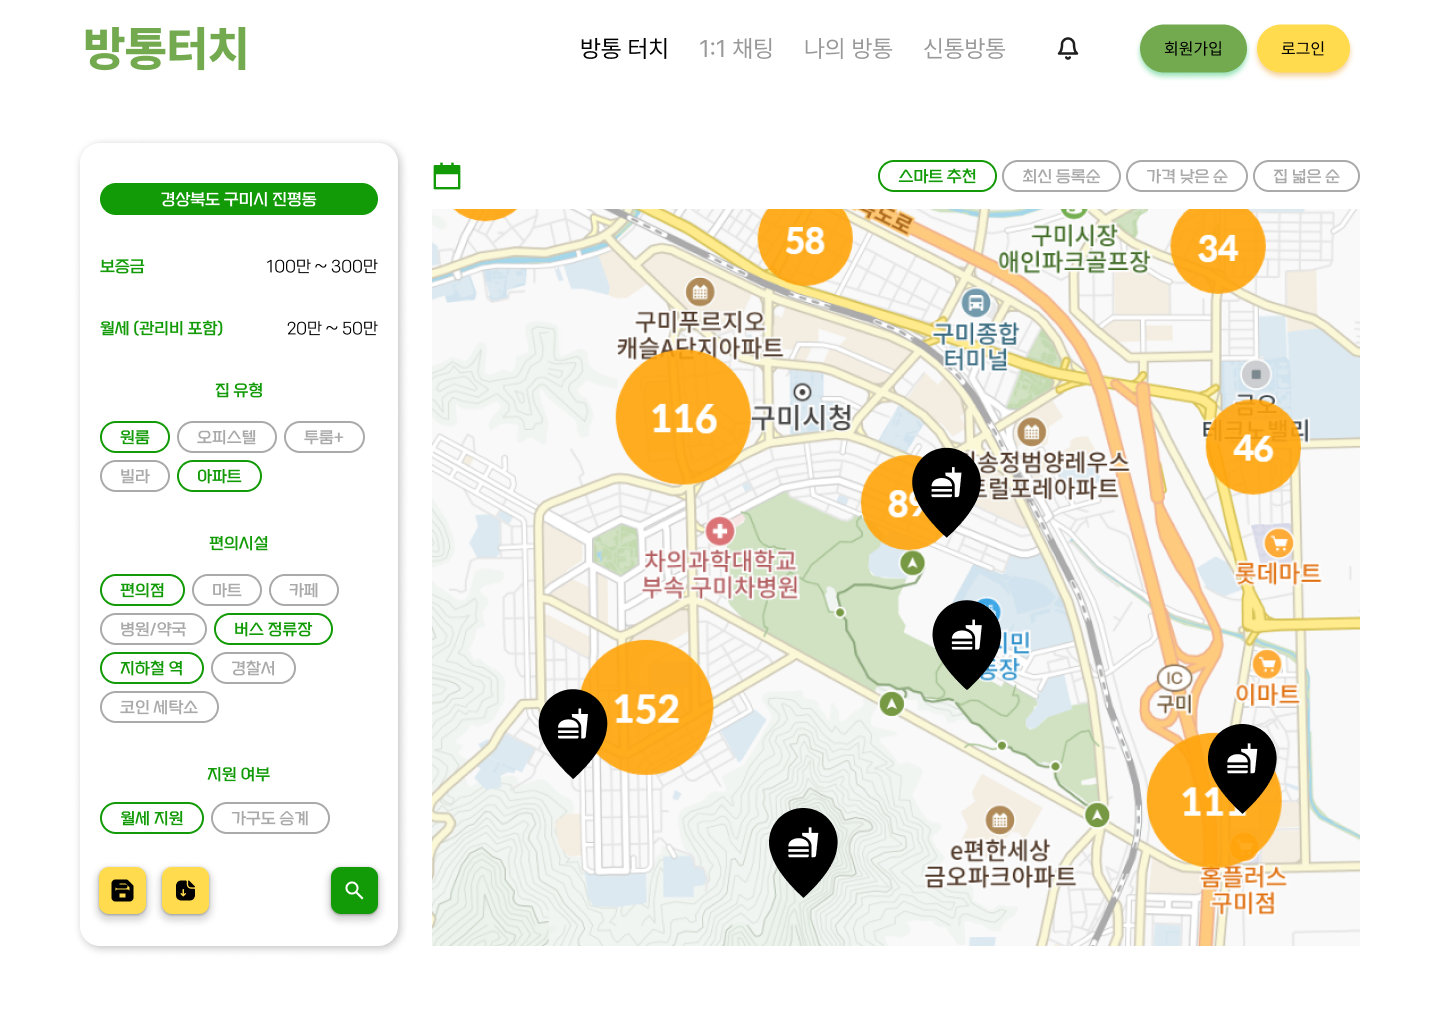 방통터치
방통 터치 1:1 채팅 나의 방통 신통방통 회원가입 로그인
경상북도 구미시 진평동
보증금 100만 ~ 300만
월세 (관리비 포함) 20만 ~ 50만
집 유형
원룸 오피스텔 투룸+
빌라 아파트
편의시설
편의점 마트 카페
병원/약국 버스 정류장
지하철 역 경찰서
코인 세탁소
지원 여부
월세 지원 가구도 승계
스마트 추천 최신 등록순 가격 낮은 순 집 넓은 순
58
34
구미시장
애인파크골프장
구미푸르지오
캐슬A단지아파트
구미종합
터미널
116
구미시청
금오
테크노밸리
46
송정범양레우스
트럴포레아파트
차의과학대학교
부속 구미차병원
롯데마트
152
IC
구미
이마트
e편한세상
금오파크아파트
홈플러스
구미점